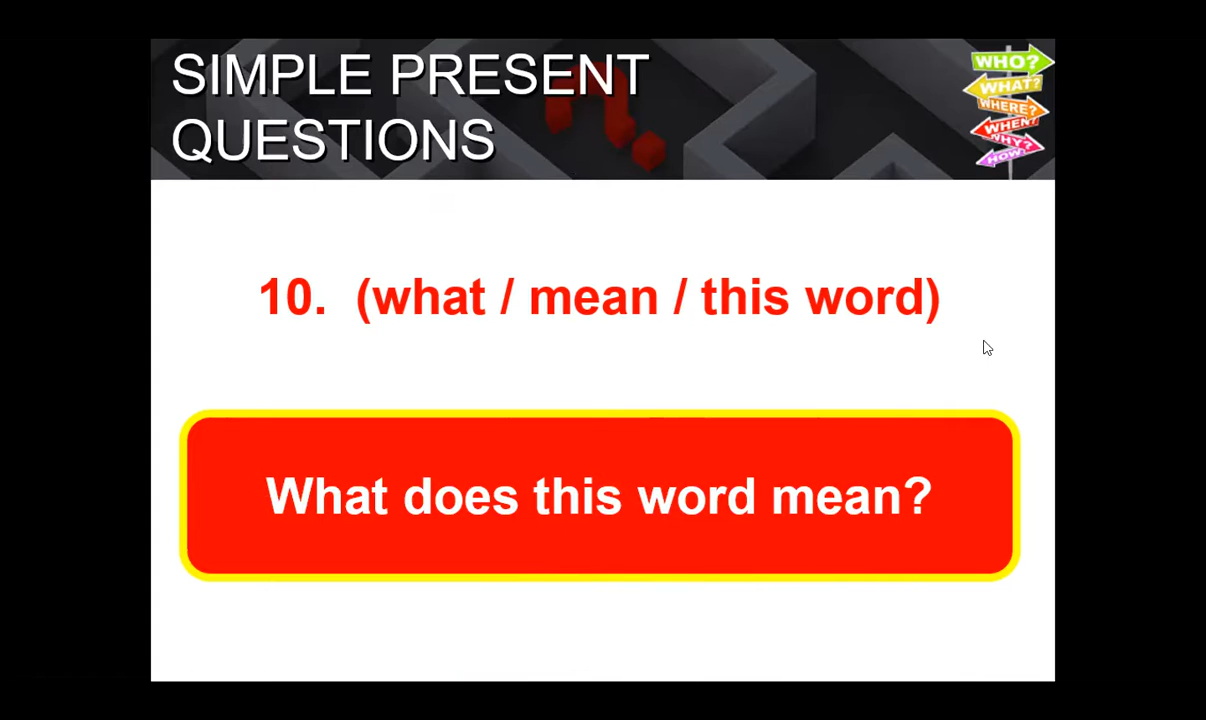 SIMPLE PRESENT
QUESTIONS
WHO?
WHAT?
WHERE?
WHEN?
WHY?
HOW?
10. (what / mean / this word)
What does this word mean?